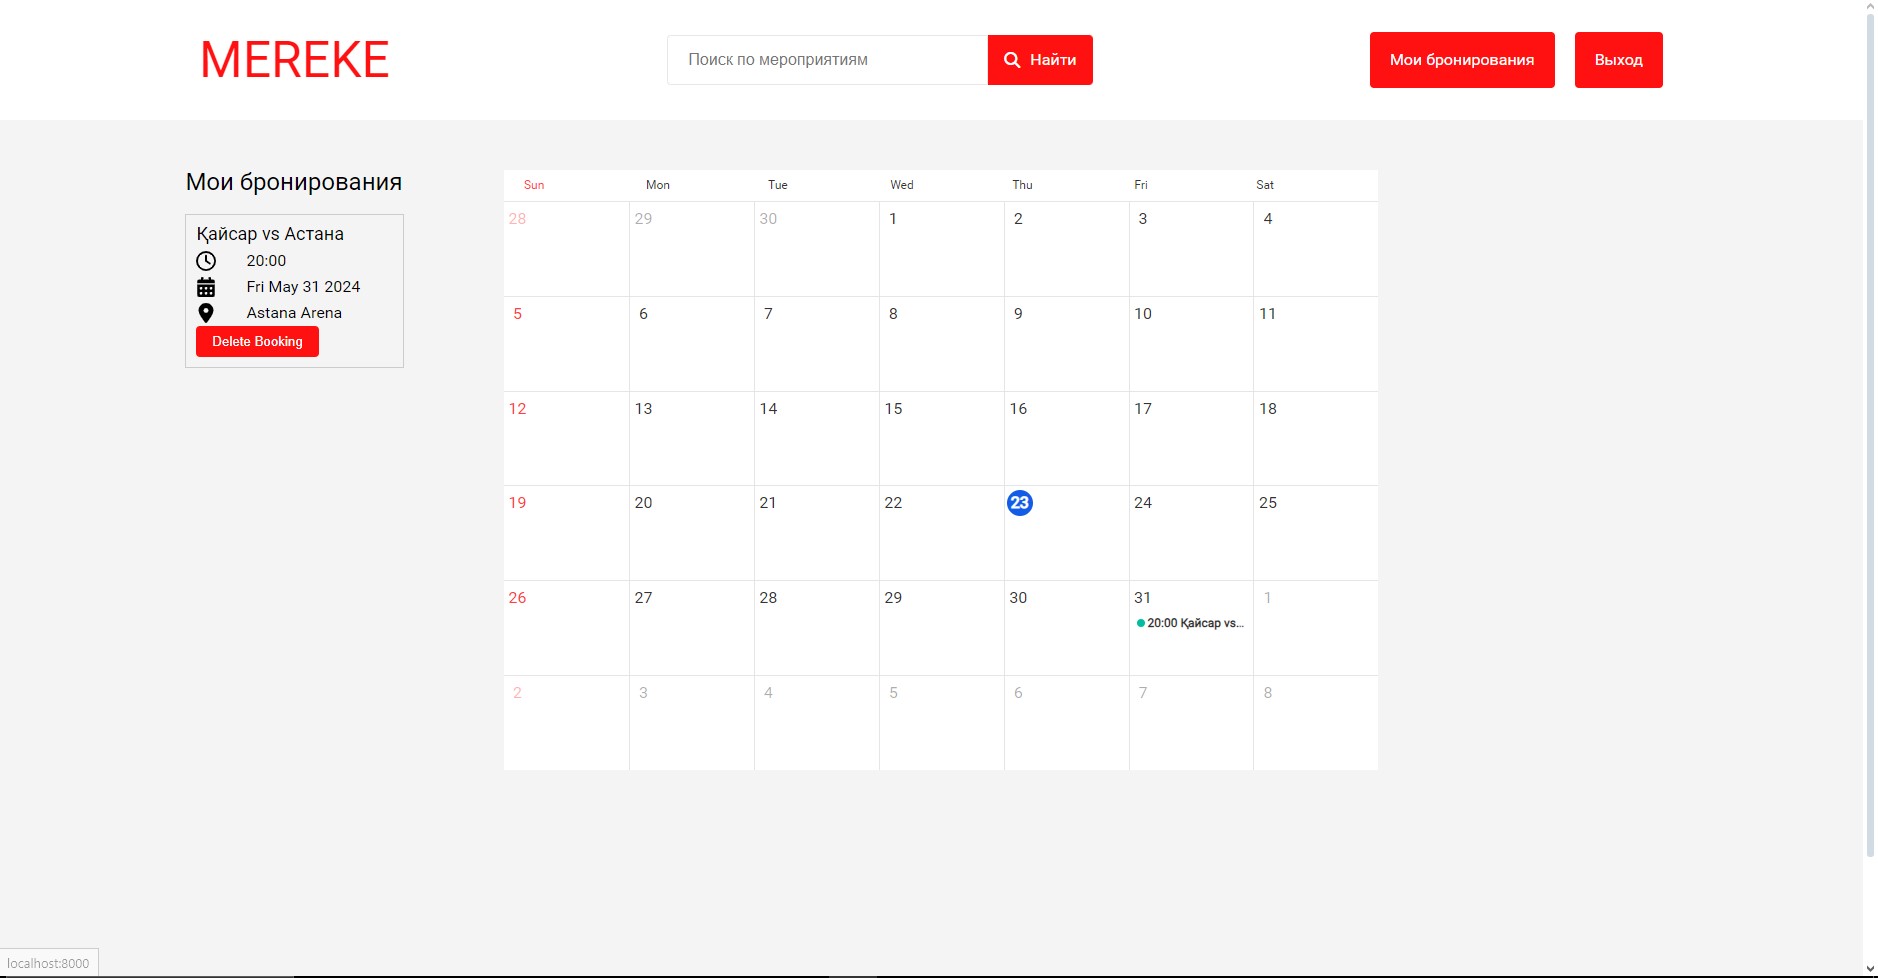 MEREKE
Поиск по мероприятиям
Найти
Мои бронирования
Выход
Мои бронирования
Қайсар vs Астана
20:00
Fri May 31 2024
Astana Arena
Delete Booking
Sun Mon Tue Wed Thu Fri Sat
28 29 30 1 2 3 4
5 6 7 8 9 10 11
12 13 14 15 16 17 18
19 20 21 22 23 24 25
26 27 28 29 30 31 1
20:00 Қайсар vs...
2 3 4 5 6 7 8
localhost:8000